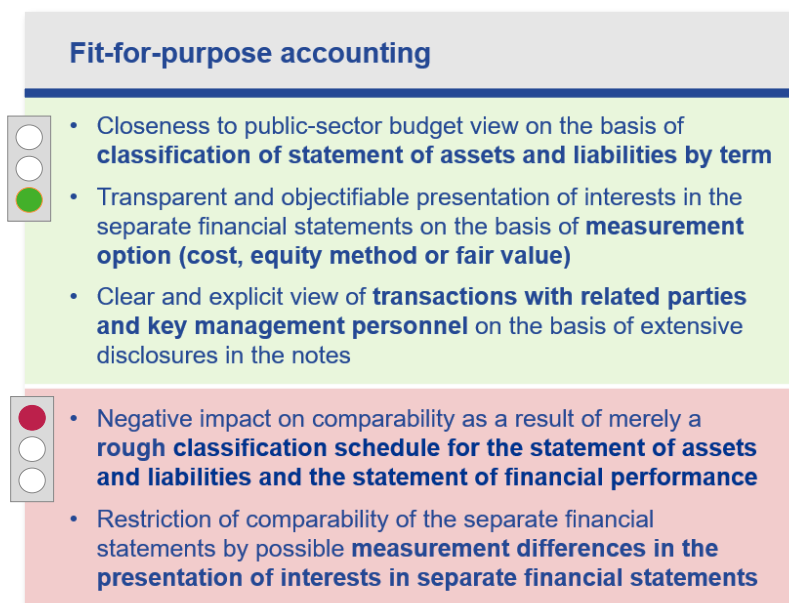 Fit-for-purpose accounting
• Closeness to public-sector budget view on the basis of
classification of statement of assets and liabilities by term
• Transparent and objectifiable presentation of interests in the
separate financial statements on the basis of measurement
option (cost, equity method or fair value)
• Clear and explicit view of transactions with related parties
and key management personnel on the basis of extensive
disclosures in the notes
• Negative impact on comparability as a result of merely a
rough classification schedule for the statement of assets
and liabilities and the statement of financial performance
• Restriction of comparability of the separate financial
statements by possible measurement differences in the
presentation of interests in separate financial statements